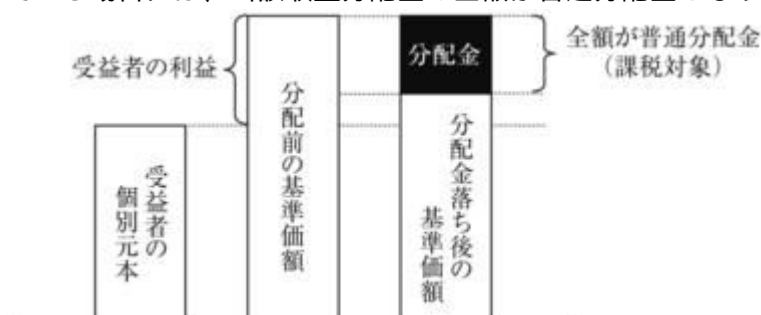 受益者の利益
分配金
全額が普通分配金
(課税対象)
分配前の基準価額
受益者の
個別元本
分配金落ち後の
基準価額